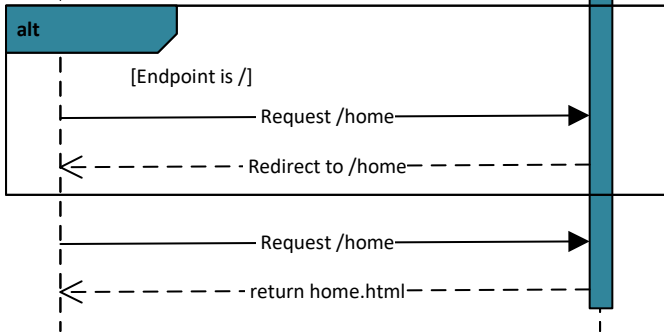 alt
[Endpoint is /]
Request /home
Redirect to /home
Request /home
return home.html